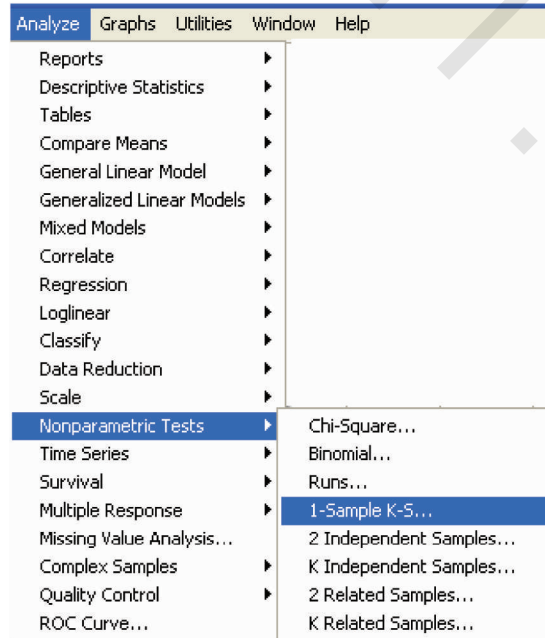 Analyze Graphs Utilities Window Help
Reports
Descriptive Statistics
Tables
Compare Means
General Linear Model
Generalized Linear Models
Mixed Models
Correlate
Regression
Loglinear
Classify
Data Reduction
Scale
Nonparametric Tests
Time Series
Survival
Multiple Response
Missing Value Analysis...
Complex Samples
Quality Control
ROC Curve...
Chi-Square...
Binomial...
Runs...
1-Sample K-S...
2 Independent Samples...
K Independent Samples...
2 Related Samples...
K Related Samples...